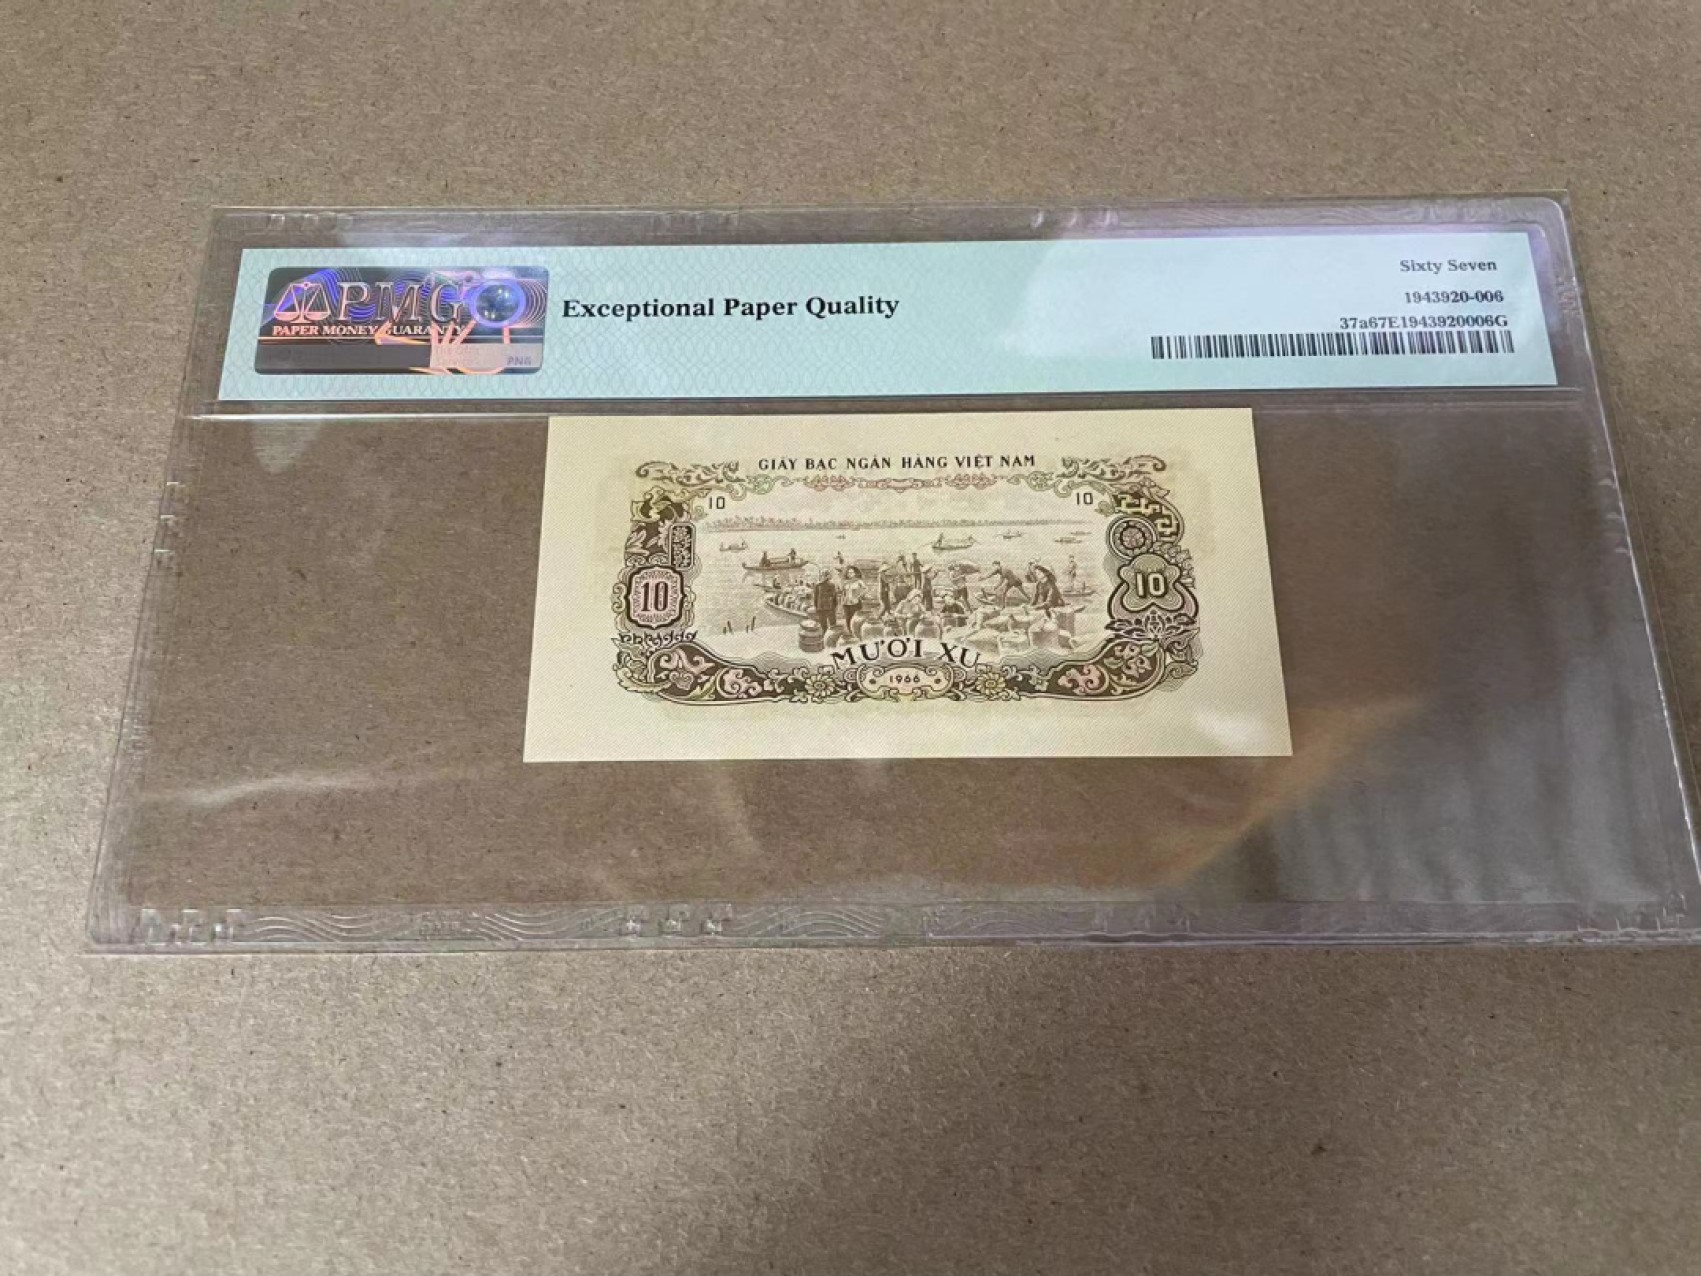 PMG
PAPER MONEY GUARANTY
PNG
Exceptional Paper Quality
Sixty Seven
1943920-006
37a67E1943920006G
GIẤY BẠC NGÂN HÀNG VIỆT NAM
10
10
10
10
MƯỜI XU
1966